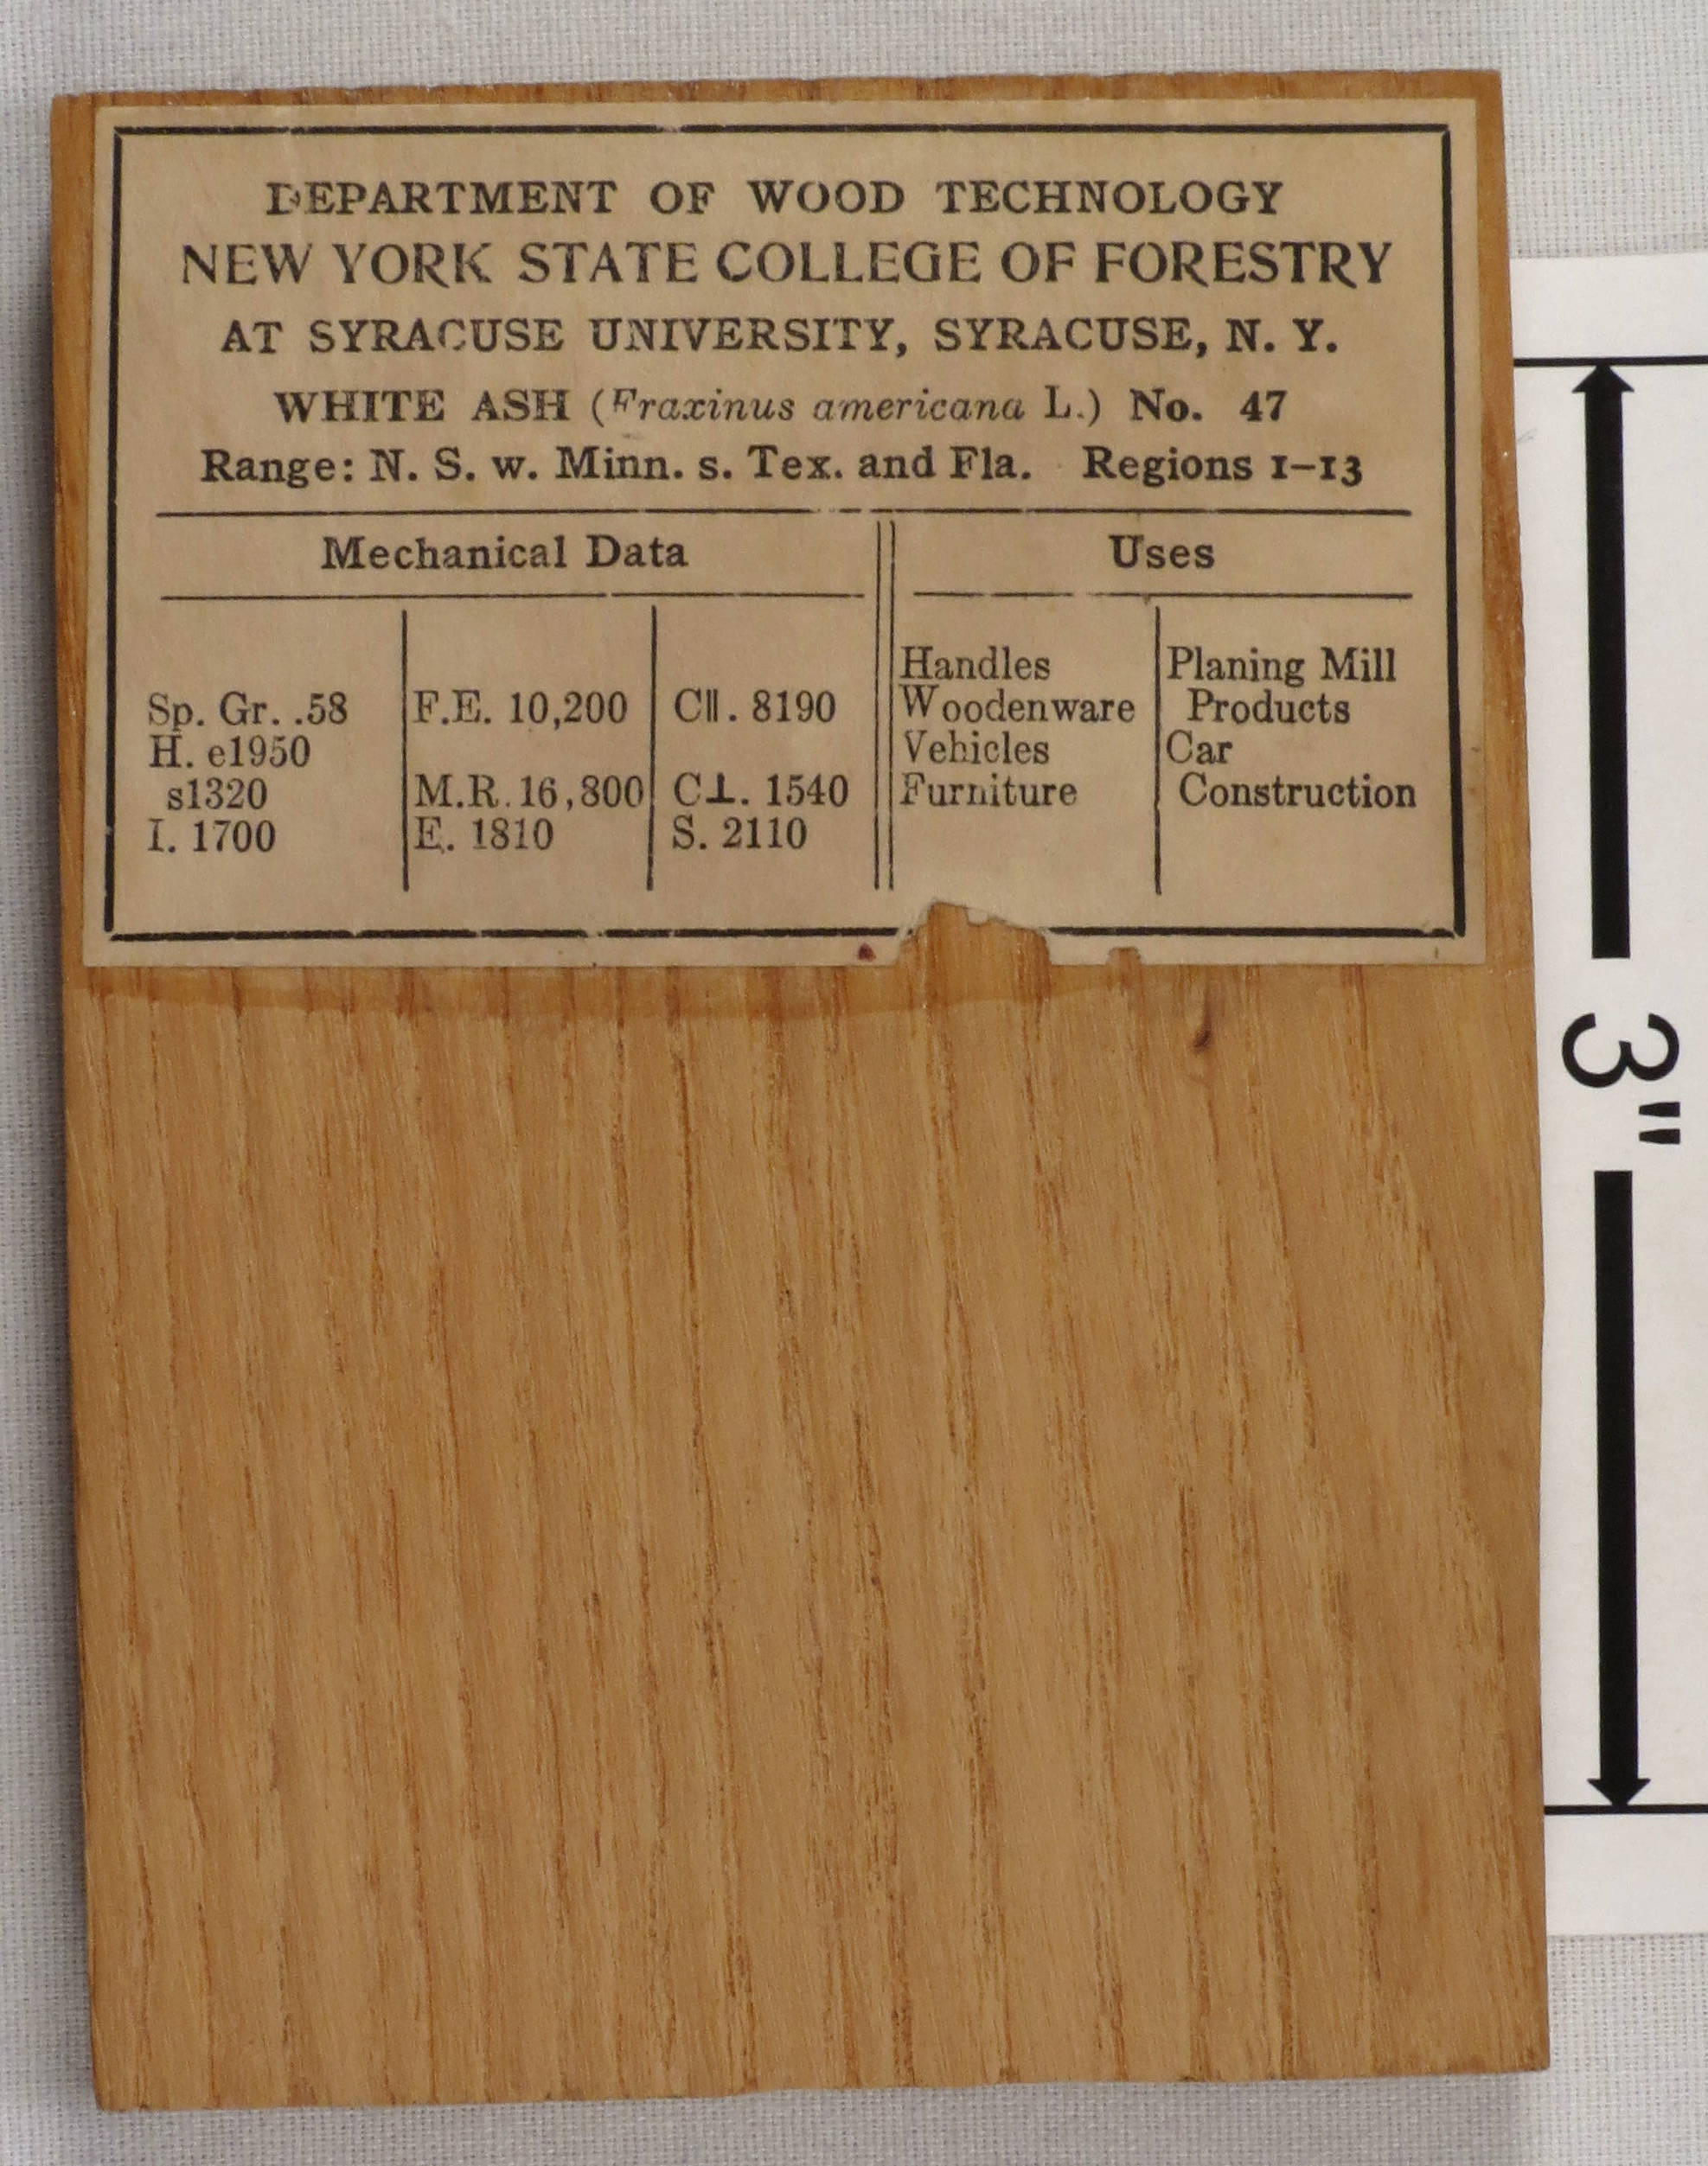 DEPARTMENT OF WOOD TECHNOLOGY
NEW YORK STATE COLLEGE OF FORESTRY
AT SYRACUSE UNIVERSITY, SYRACUSE, N. Y.
WHITE ASH (Fraxinus americana L.) No. 47
Range: N. S. w. Minn. s. Tex. and Fla. Regions 1–13
Mechanical Data
Sp. Gr. .58
H. e1950
s1320
I. 1700
F.E. 10,200
M.R. 16,800
E. 1810
C∥. 8190
C⊥. 1540
S. 2110
Uses
Handles
Woodenware
Vehicles
Furniture
Planing Mill
Products
Car
Construction
3"